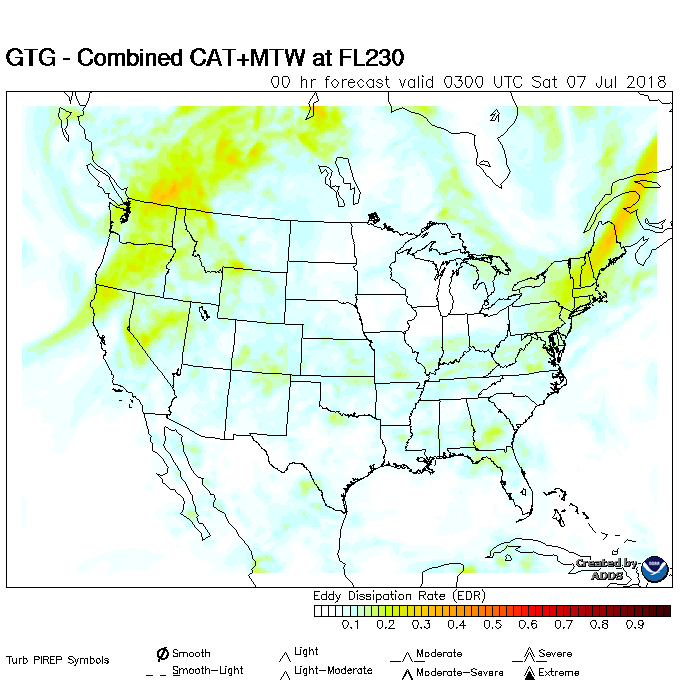 GTG - Combined CAT+MTW at FL230
00 hr forecast valid 0300 UTC Sat 07 Jul 2018
Created by
ADDS
Eddy Dissipation Rate (EDR)
0.1 0.2 0.3 0.4 0.5 0.6 0.7 0.8 0.9
Turb PIREP Symbols
Smooth Light Moderate Severe
Smooth-Light Light-Moderate Moderate-Severe Extreme